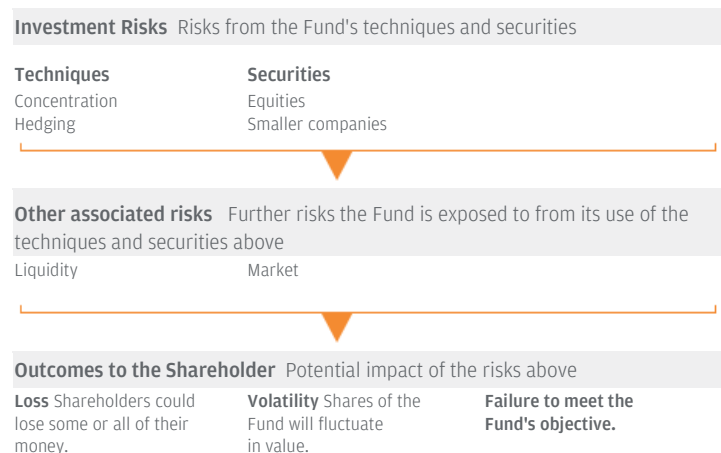 Investment Risks Risks from the Fund's techniques and securities
Techniques Securities
Concentration Equities
Hedging Smaller companies
Other associated risks Further risks the Fund is exposed to from its use of the
techniques and securities above
Liquidity Market
Outcomes to the Shareholder Potential impact of the risks above
Loss Shareholders could
lose some or all of their
money.
Volatility Shares of the
Fund will fluctuate
in value.
Failure to meet the
Fund's objective.